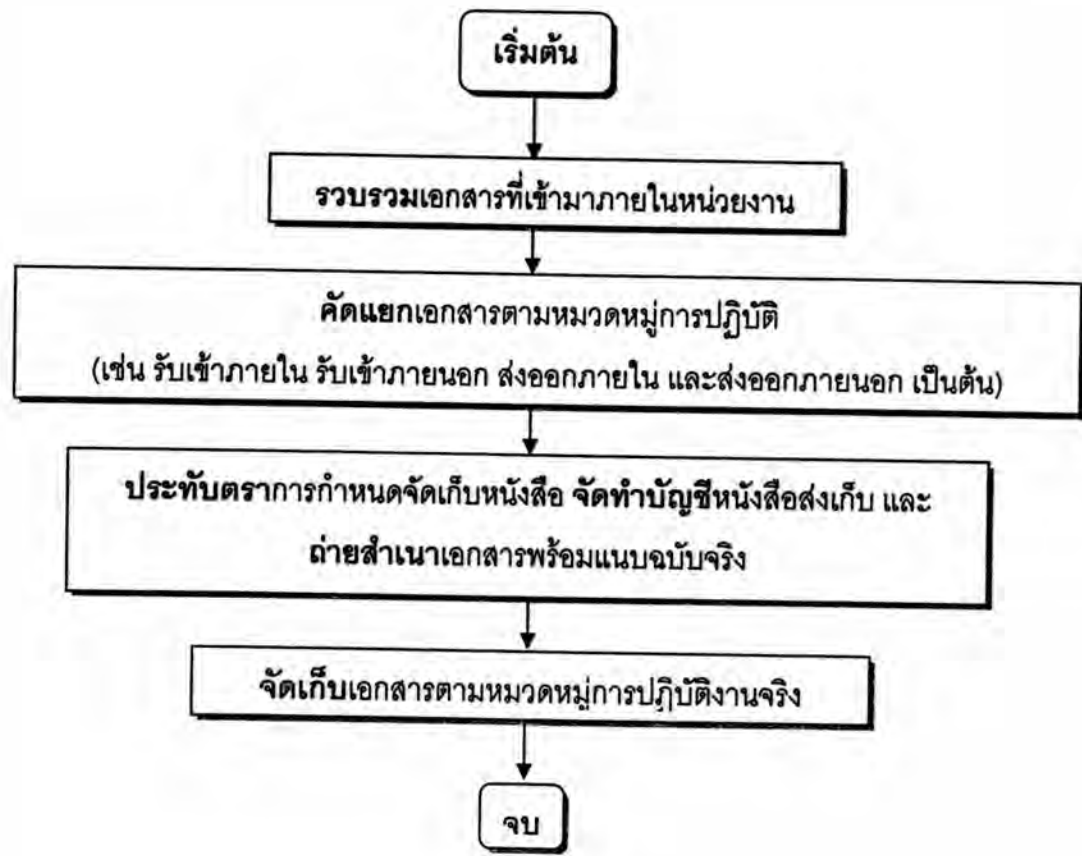 เริ่มต้น
รวบรวมเอกสารที่เข้ามาภายในหน่วยงาน
คัดแยกเอกสารตามหมวดหมู่การปฏิบัติ
(เช่น รับเข้าภายใน รับเข้าภายนอก ส่งออกภายใน และส่งออกภายนอก เป็นต้น)
ประทับตราการกำหนดจัดเก็บหนังสือ จัดทำบัญชีหนังสือส่งเก็บ และ
ถ่ายสำเนาเอกสารพร้อมแนบฉบับจริง
จัดเก็บเอกสารตามหมวดหมู่การปฏิบัติงานจริง
จบ